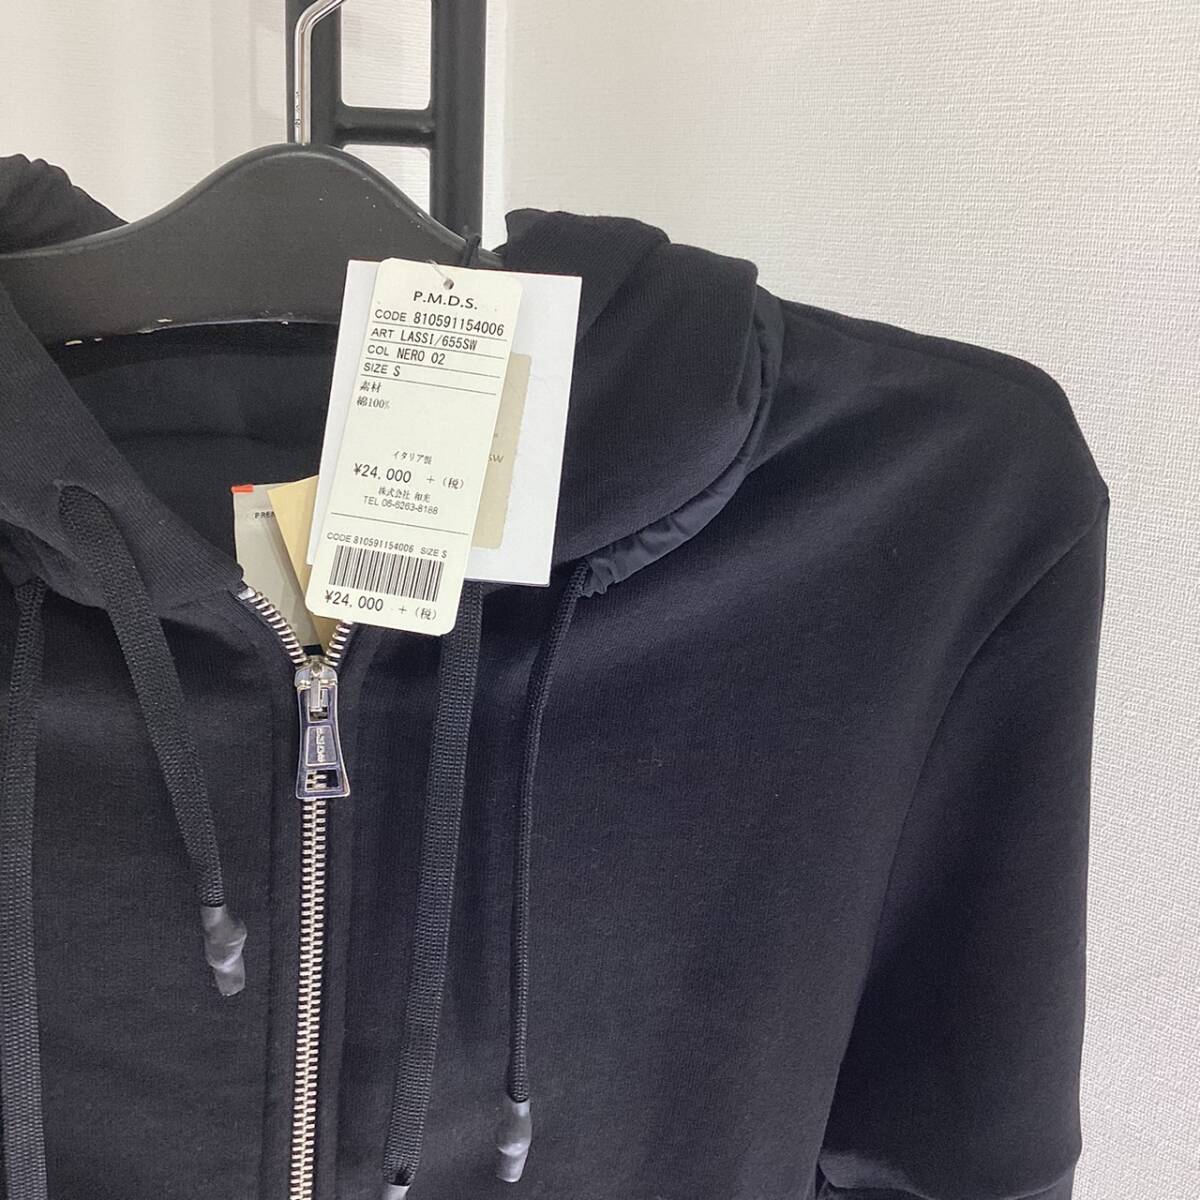 P.M.D.S.
CODE 810591154006
ART LASSI/655SW
COL NERO 02
SIZE S
素材
綿100%
イタリア製
¥24,000 +(税)
株式会社 和光
TEL 06-6263-8188
CODE 810591154006 SIZE S
¥24,000 +(税)
SW